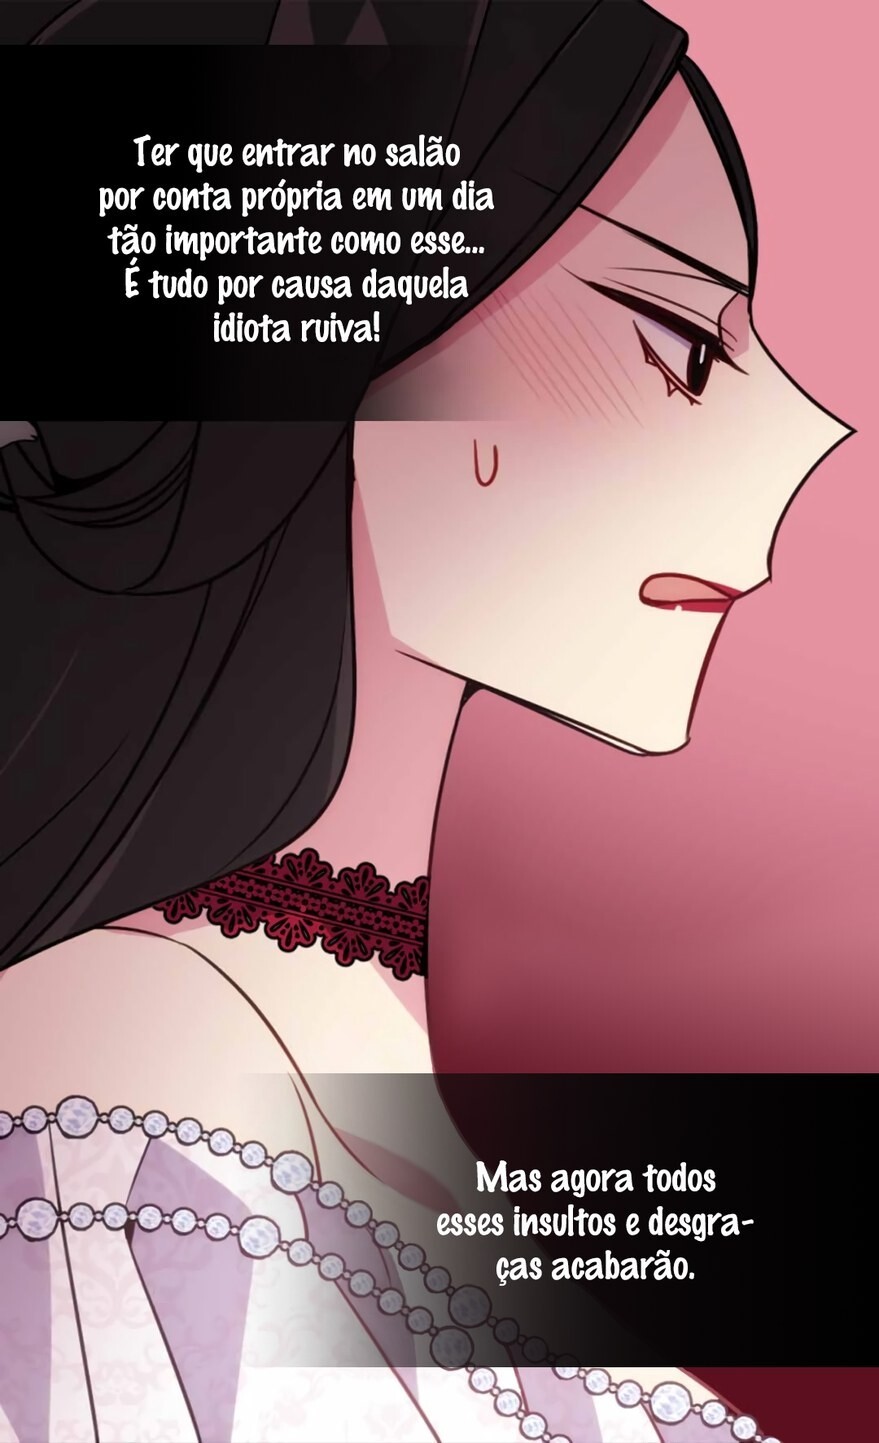 Ter que entrar no salão
por conta própria em um dia
tão importante como esse...
É tudo por causa daquela
idiota ruiva!
Mas agora todos
esses insultos e desgra-
ças acabarão.